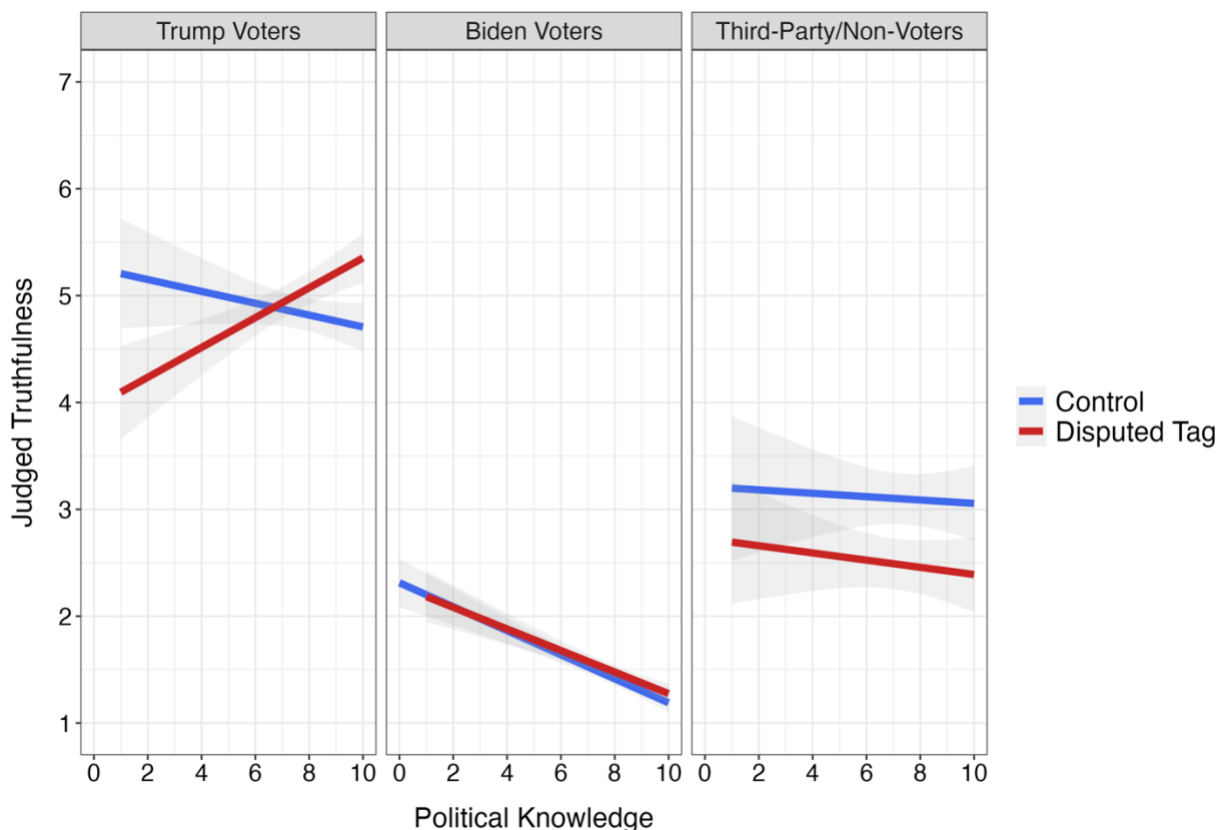 Trump Voters
Biden Voters
Third-Party/Non-Voters
7
6
5
4
3
2
1
Judged Truthfulness
0 2 4 6 8 10
0 2 4 6 8 10
0 2 4 6 8 10
Political Knowledge
Control
Disputed Tag